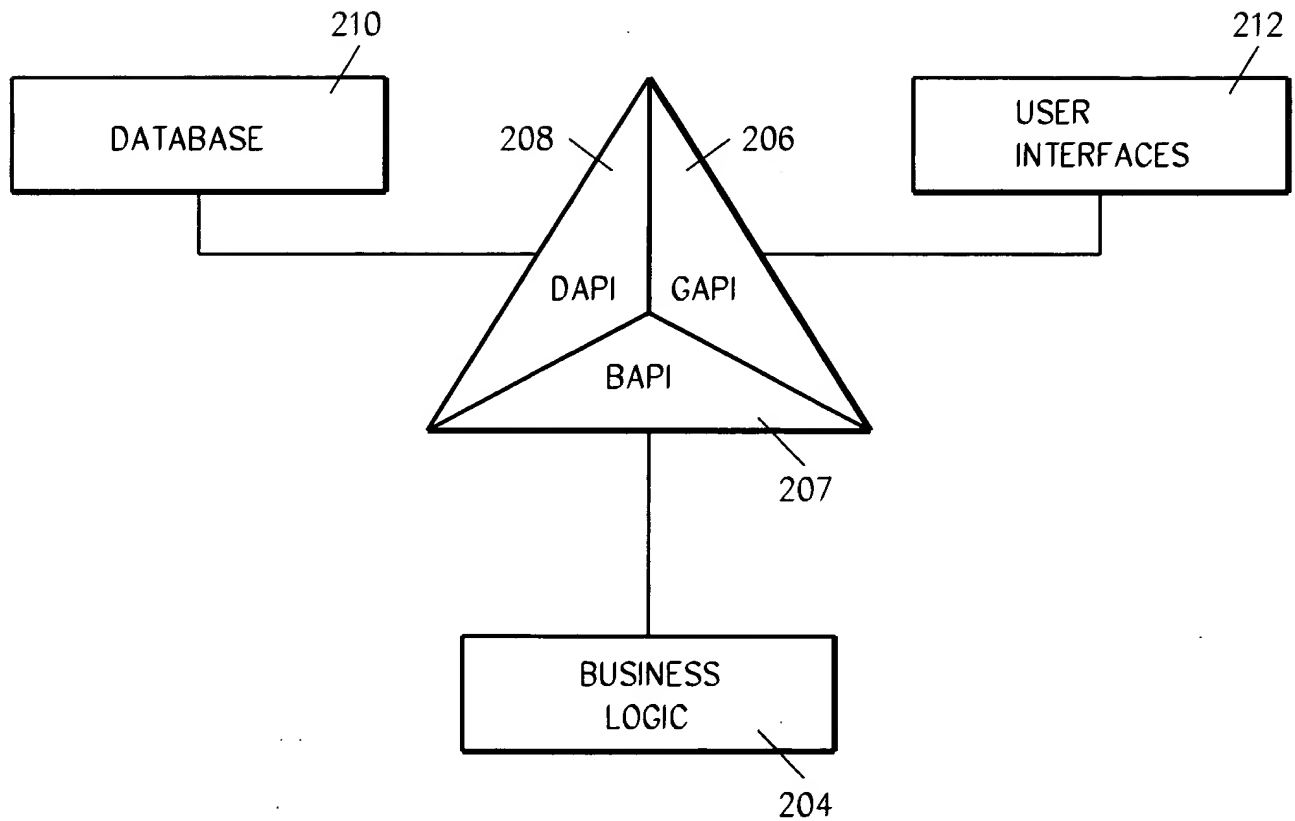 210
212
DATABASE
USER
INTERFACES
208
206
DAPI
GAPI
BAPI
207
BUSINESS
LOGIC
204